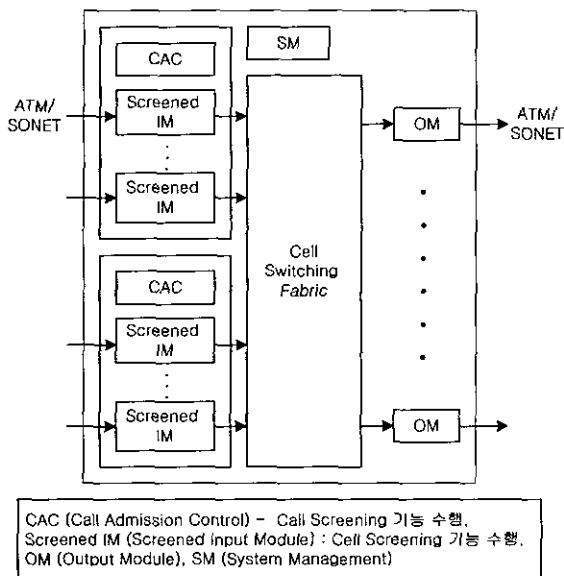 SM
CAC
ATM/
SONET
Screened
IM
Screened
IM
Cell
Switching
Fabric
OM
ATM/
SONET
CAC
Screened
IM
Screened
IM
OM
CAC (Call Admission Control) - Call Screening 기능 수행,
Screened IM (Screened Input Module) : Cell Screening 기능 수행,
OM (Output Module), SM (System Management)